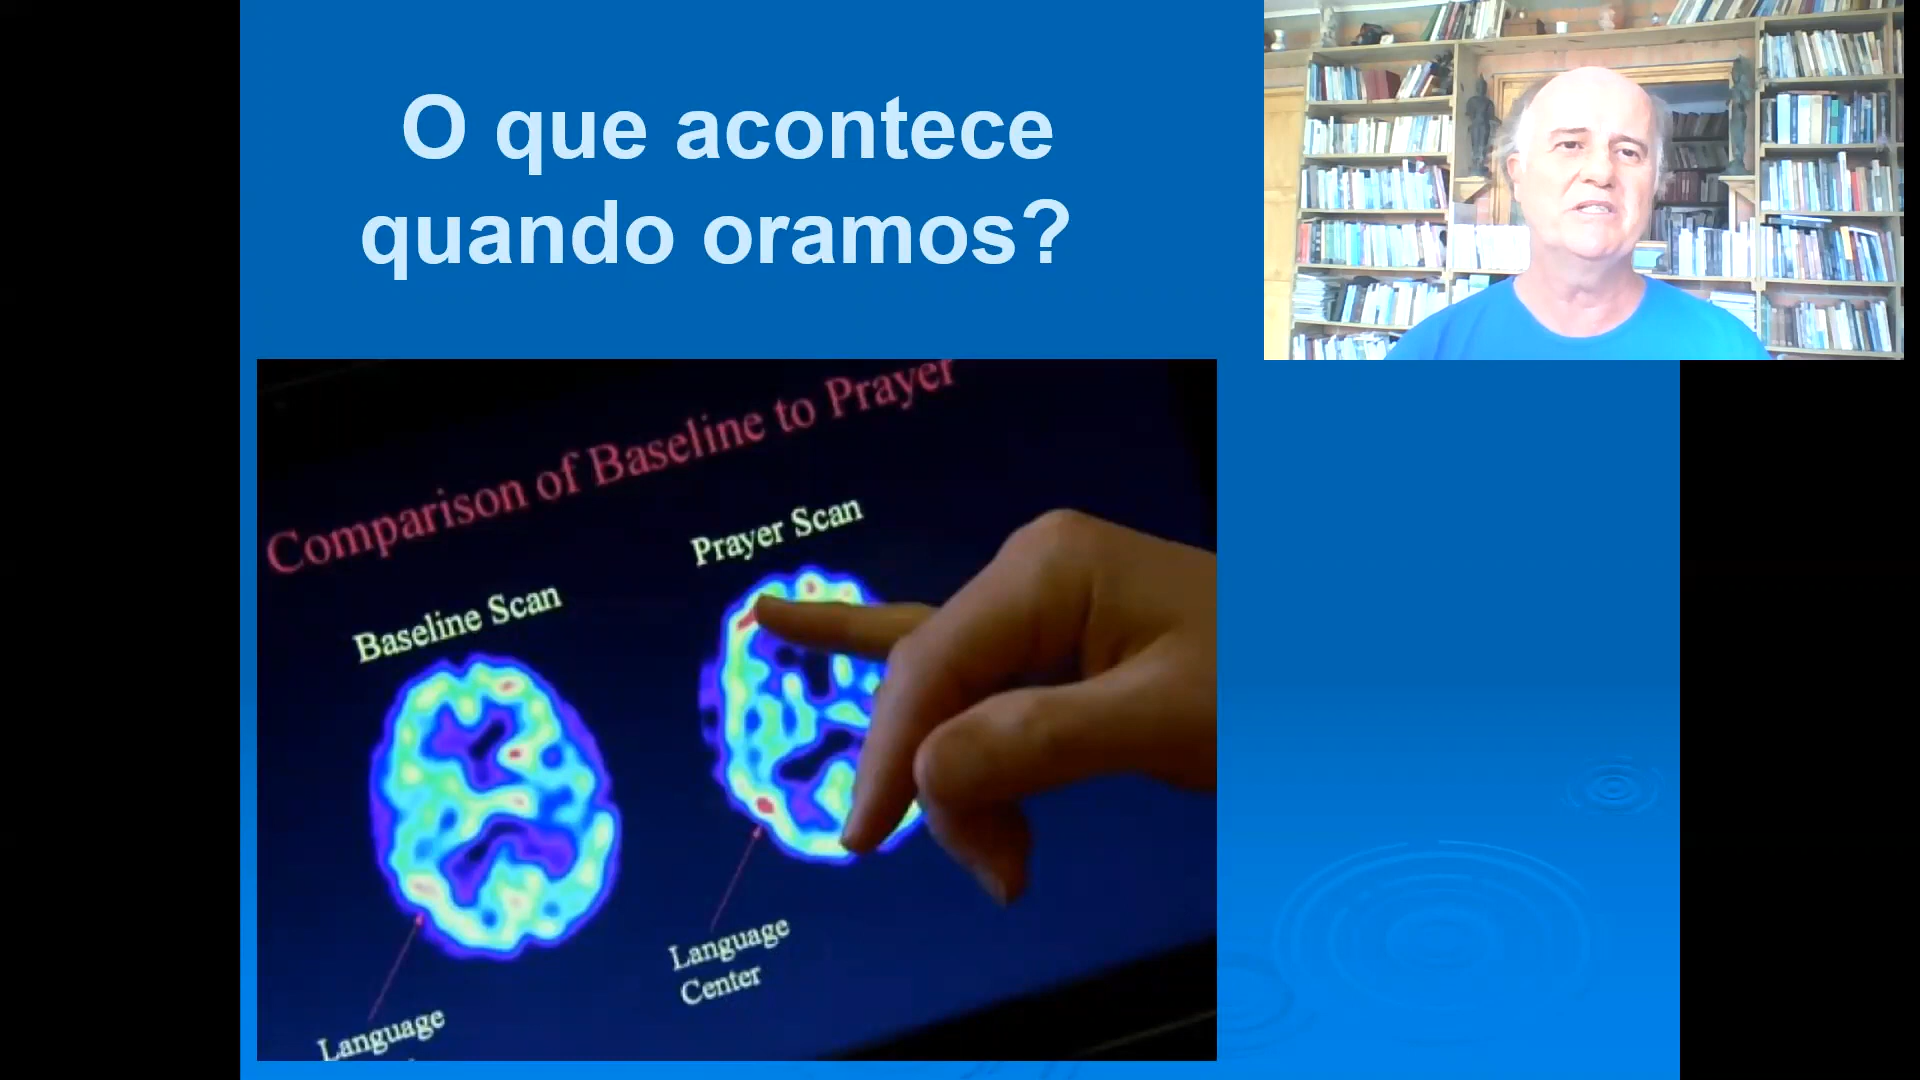 O que acontece
quando oramos?
Comparison of Baseline to Prayer
Prayer Scan
Baseline Scan
Language
Center
Language